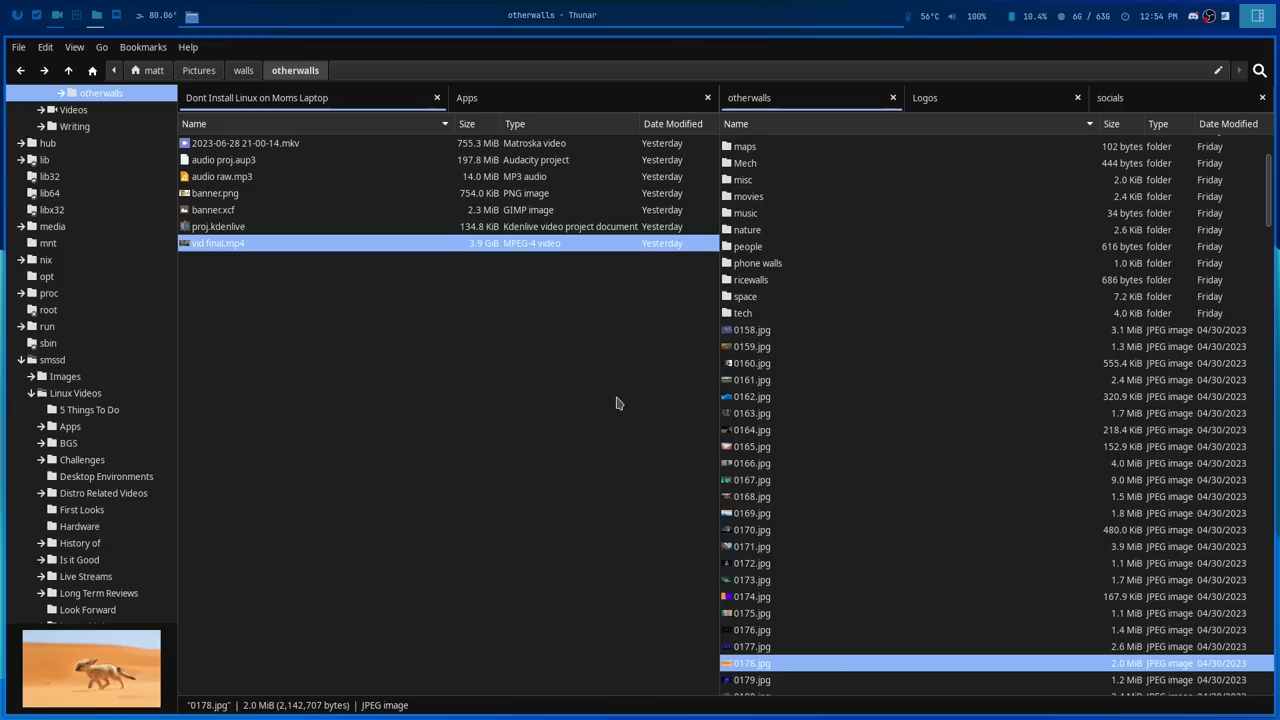 80.06°
otherwalls - Thunar
56°C
100%
10.4%
6G / 63G
12:54 PM
File Edit View Go Bookmarks Help
matt Pictures walls otherwalls
otherwalls
Videos
Writing
hub
lib
lib32
lib64
libx32
media
mnt
nix
opt
proc
root
run
sbin
smssd
Images
Linux Videos
5 Things To Do
Apps
BGS
Challenges
Desktop Environments
Distro Related Videos
First Looks
Hardware
History of
Is it Good
Live Streams
Long Term Reviews
Look Forward
Dont Install Linux on Moms Laptop
Apps
Name Size Type Date Modified
2023-06-28 21-00-14.mkv 755.3 MiB Matroska video Yesterday
audio proj.aup3 197.8 MiB Audacity project Yesterday
audio raw.mp3 14.0 MiB MP3 audio Yesterday
banner.png 754.0 KiB PNG image Yesterday
banner.xcf 2.3 MiB GIMP image Yesterday
proj.kdenlive 134.8 KiB Kdenlive video project document Yesterday
vid final.mp4 3.9 GiB MPEG-4 video Yesterday
otherwalls
Logos
socials
Name Size Type Date Modified
maps 102 bytes folder Friday
Mech 444 bytes folder Friday
misc 2.0 KiB folder Friday
movies 2.4 KiB folder Friday
music 34 bytes folder Friday
nature 2.6 KiB folder Friday
people 616 bytes folder Friday
phone walls 1.0 KiB folder Friday
ricewalls 686 bytes folder Friday
space 7.2 KiB folder Friday
tech 4.0 KiB folder Friday
0158.jpg 3.1 MiB JPEG image 04/30/2023
0159.jpg 1.3 MiB JPEG image 04/30/2023
0160.jpg 555.4 KiB JPEG image 04/30/2023
0161.jpg 2.4 MiB JPEG image 04/30/2023
0162.jpg 320.9 KiB JPEG image 04/30/2023
0163.jpg 1.7 MiB JPEG image 04/30/2023
0164.jpg 218.4 KiB JPEG image 04/30/2023
0165.jpg 152.9 KiB JPEG image 04/30/2023
0166.jpg 4.0 MiB JPEG image 04/30/2023
0167.jpg 9.0 MiB JPEG image 04/30/2023
0168.jpg 1.5 MiB JPEG image 04/30/2023
0169.jpg 1.8 MiB JPEG image 04/30/2023
0170.jpg 480.0 KiB JPEG image 04/30/2023
0171.jpg 3.9 MiB JPEG image 04/30/2023
0172.jpg 1.1 MiB JPEG image 04/30/2023
0173.jpg 1.7 MiB JPEG image 04/30/2023
0174.jpg 167.9 KiB JPEG image 04/30/2023
0175.jpg 1.1 MiB JPEG image 04/30/2023
0176.jpg 1.4 MiB JPEG image 04/30/2023
0177.jpg 2.6 MiB JPEG image 04/30/2023
0178.jpg 2.0 MiB JPEG image 04/30/2023
0179.jpg 1.2 MiB JPEG image 04/30/2023
"0178.jpg" | 2.0 MiB (2,142,707 bytes) | JPEG image